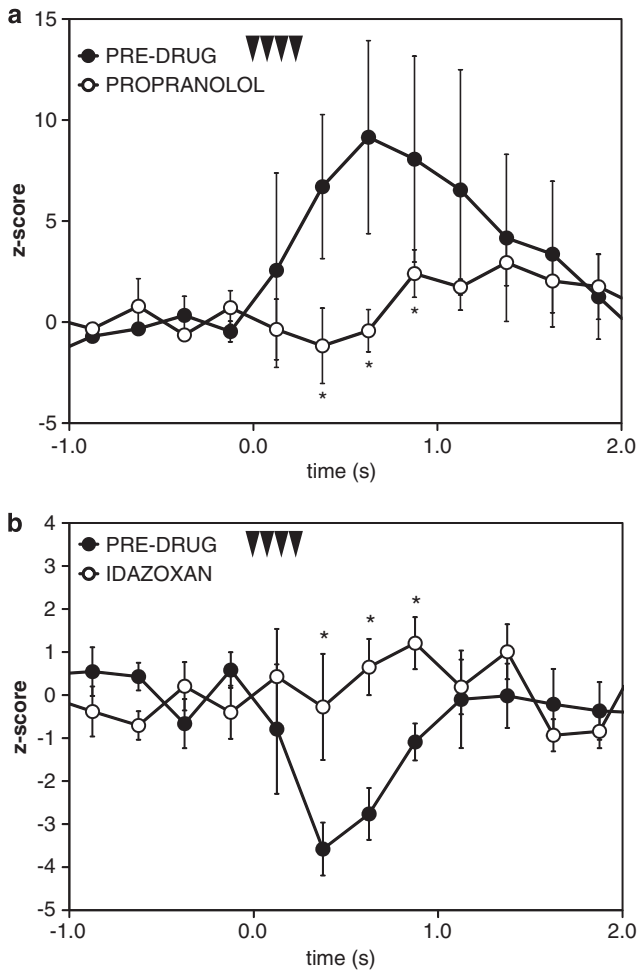 a
15
10
5
0
-5
z-score
PRE-DRUG
PROPRANOLOL
*
*
*
-1.0 0.0 1.0 2.0
time (s)
b
4
3
2
1
0
-1
-2
-3
-4
-5
z-score
PRE-DRUG
IDAZOXAN
*
*
*
-1.0 0.0 1.0 2.0
time (s)